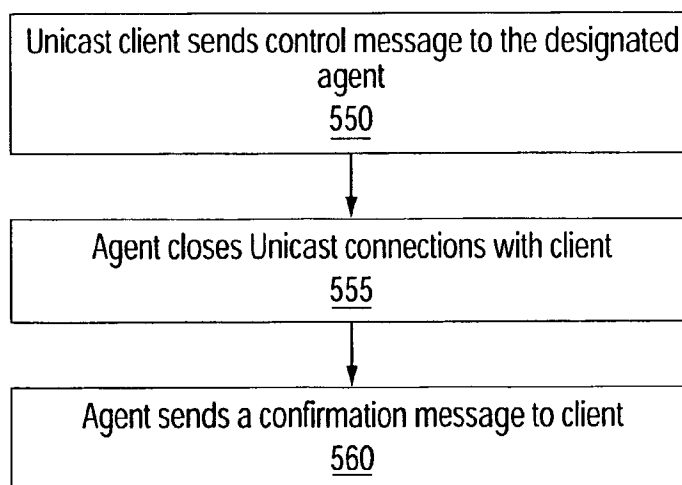 Unicast client sends control message to the designated
agent
550
Agent closes Unicast connections with client
555
Agent sends a confirmation message to client
560